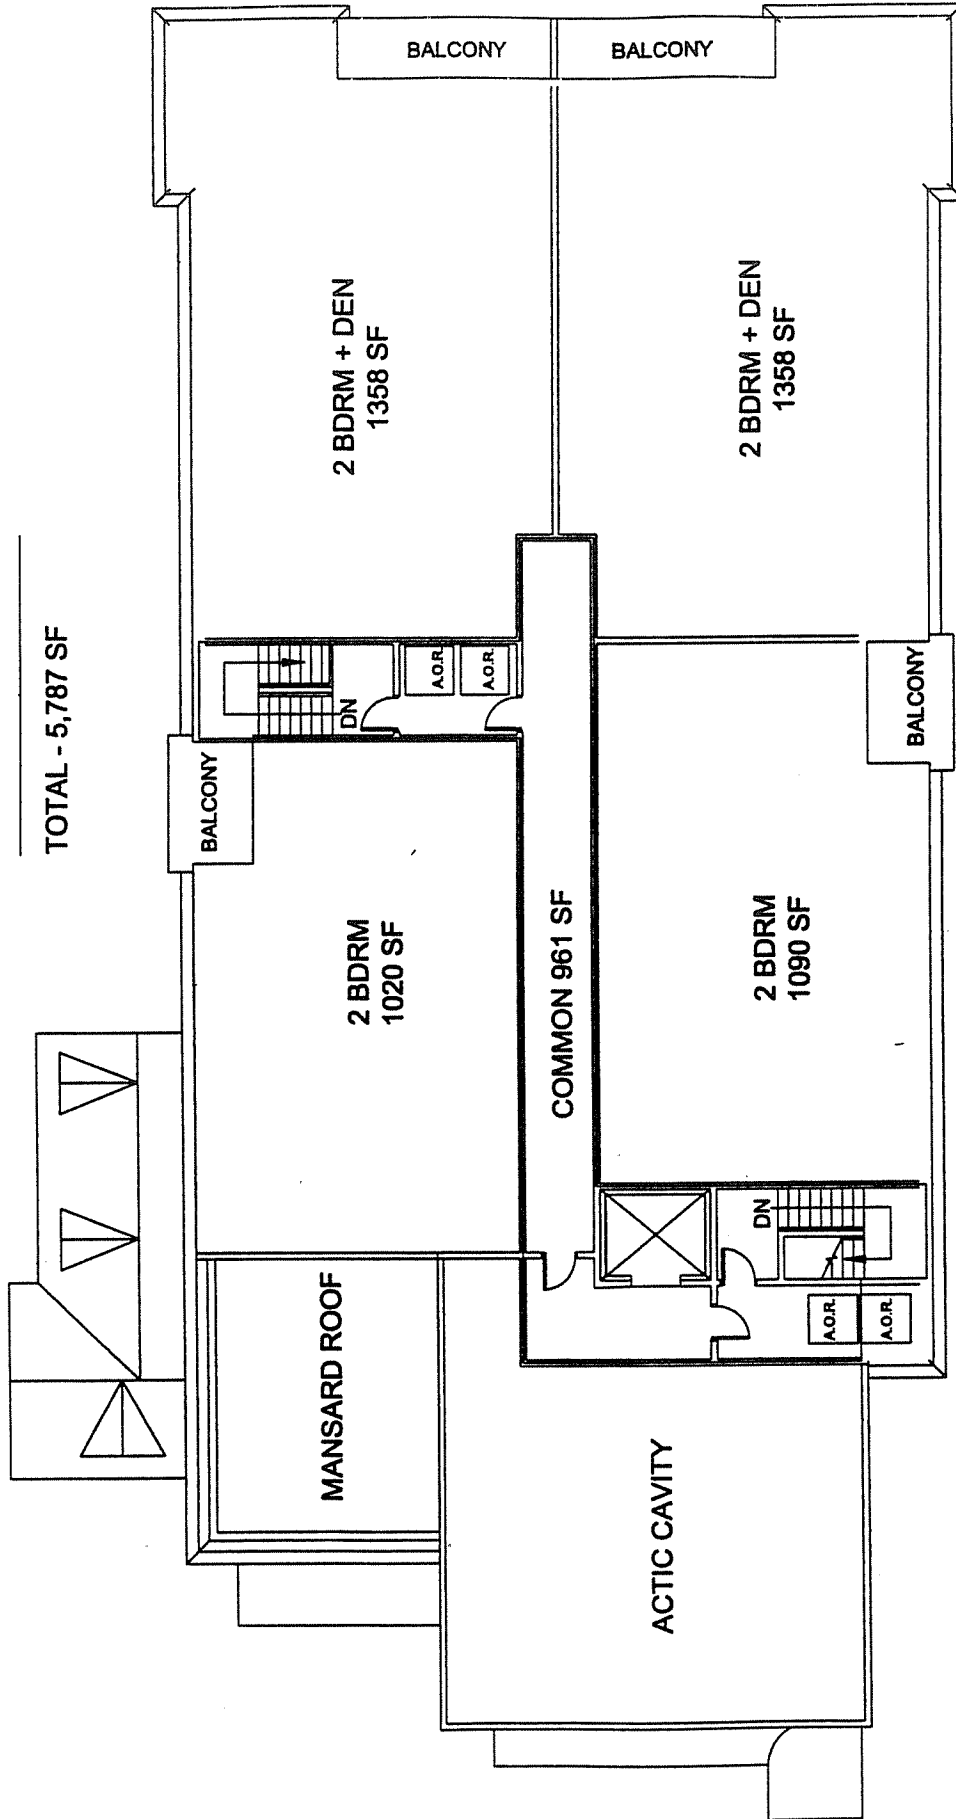 TOTAL - 5,787 SF
BALCONY
BALCONY
2 BDRM + DEN
1358 SF
2 BDRM + DEN
1358 SF
A.O.R.
A.O.R.
DN
BALCONY
BALCONY
2 BDRM
1020 SF
COMMON 961 SF
2 BDRM
1090 SF
DN
A.O.R.
A.O.R.
MANSARD ROOF
ACTIC CAVITY